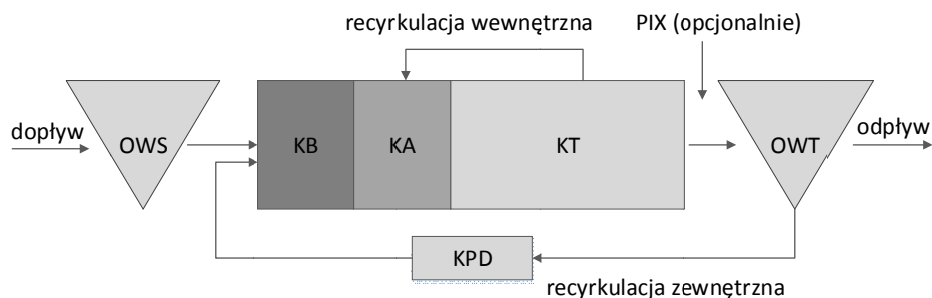 recyrkulacja wewnętrzna
PIX (opcjonalnie)
dopływ
OWS
KB
KA
KT
OWT
odpływ
KPD
recyrkulacja zewnętrzna